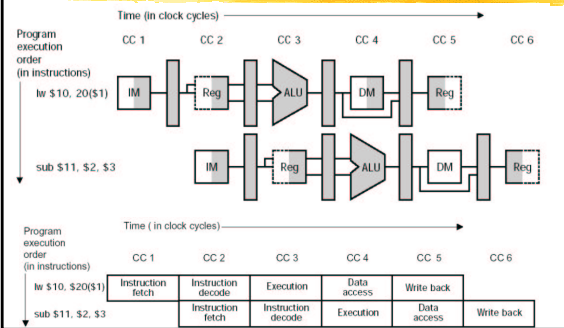 Time (in clock cycles)
Program
execution
order
(in instructions)
CC 1 CC 2 CC 3 CC 4 CC 5 CC 6
lw $10, 20($1)
IM Reg ALU DM Reg
sub $11, $2, $3
IM Reg ALU DM Reg
Time ( in clock cycles)
Program
execution
order
(in instructions)
CC 1 CC 2 CC 3 CC 4 CC 5 CC 6
lw $10, $20($1)
Instruction fetch Instruction decode Execution Data access Write back
sub $11, $2, $3
Instruction fetch Instruction decode Execution Data access Write back